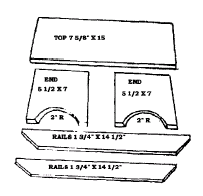 TOP 7 5/8" X 15
END
5 1/2 X 7
END
5 1/2 X 7
2" R
2" R
RAILS 1 3/4" X 14 1/2"
RAILS 1 3/4" X 14 1/2"